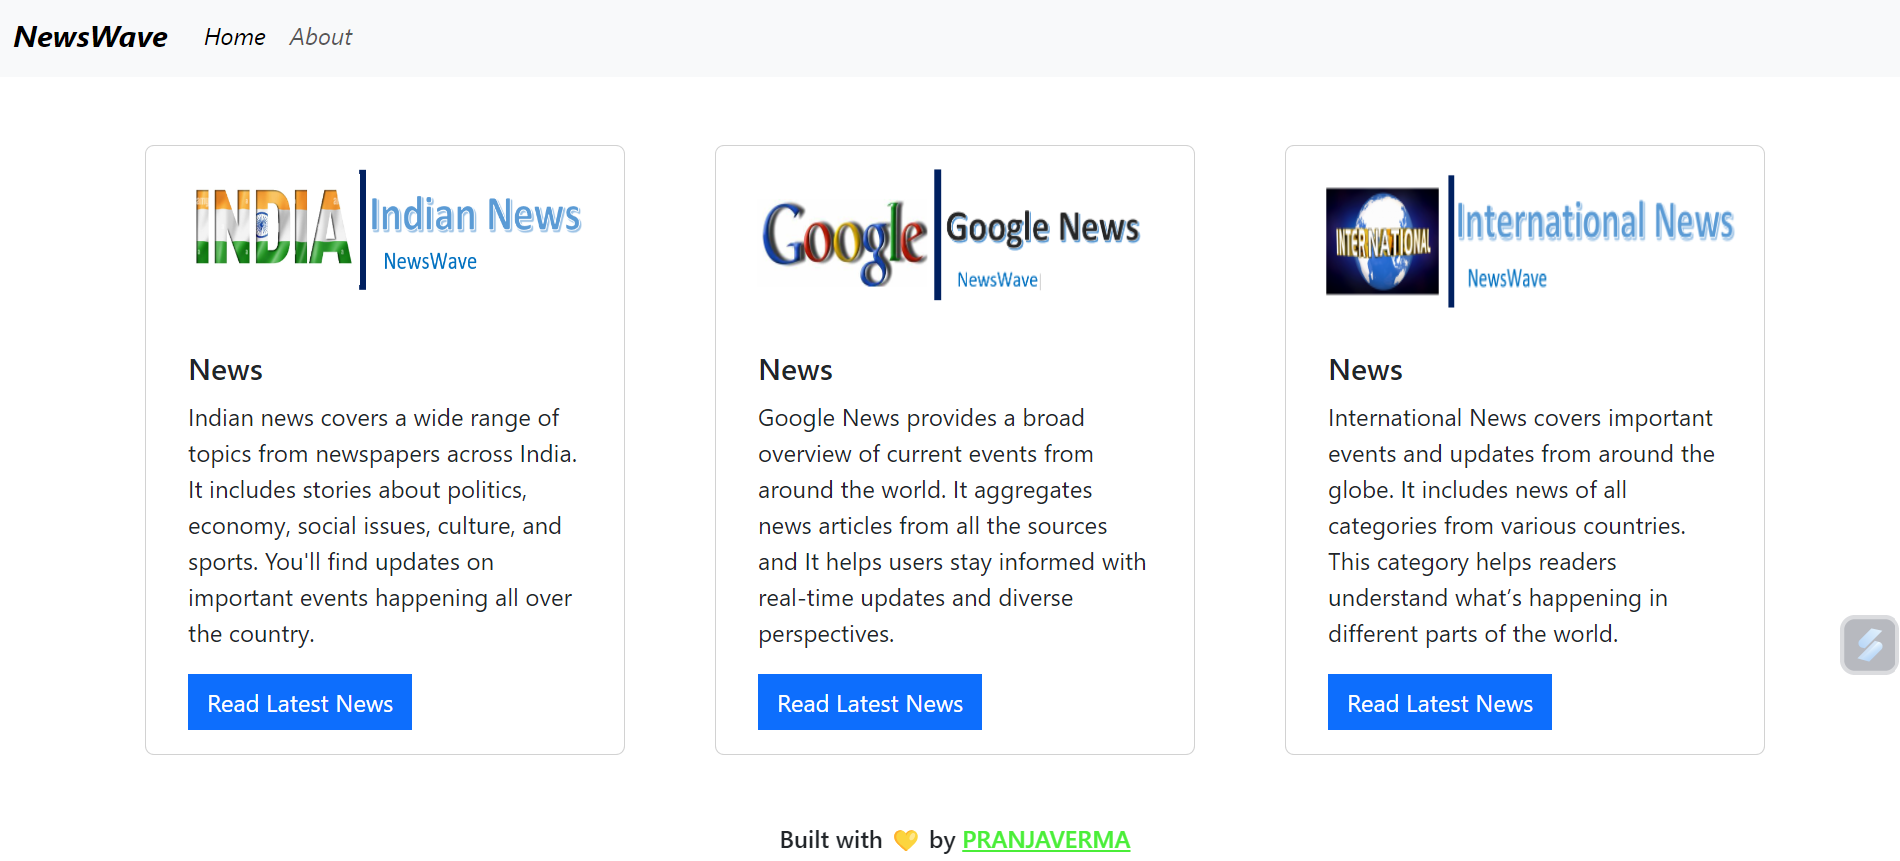 NewsWave Home About
INDIA Indian News
NewsWave
News
Indian news covers a wide range of
topics from newspapers across India.
It includes stories about politics,
economy, social issues, culture, and
sports. You'll find updates on
important events happening all over
the country.
Read Latest News
Google Google News
NewsWave
News
Google News provides a broad
overview of current events from
around the world. It aggregates
news articles from all the sources
and It helps users stay informed with
real-time updates and diverse
perspectives.
Read Latest News
INTERNATIONAL International News
NewsWave
News
International News covers important
events and updates from around the
globe. It includes news of all
categories from various countries.
This category helps readers
understand what’s happening in
different parts of the world.
Read Latest News
Built with 💛 by PRANJAVERMA